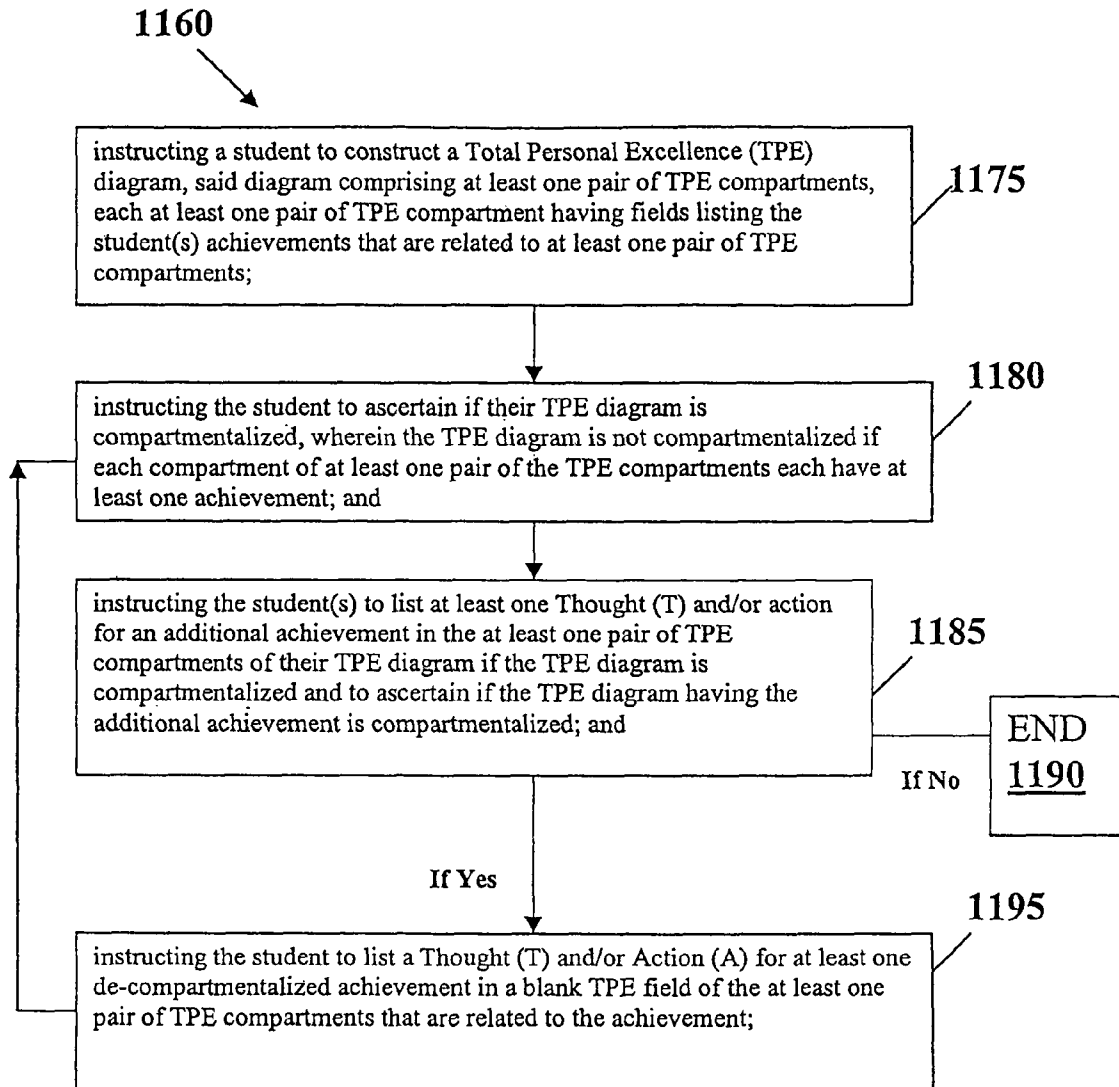 1160
instructing a student to construct a Total Personal Excellence (TPE)
diagram, said diagram comprising at least one pair of TPE compartments,
each at least one pair of TPE compartment having fields listing the
student(s) achievements that are related to at least one pair of TPE
compartments;
1175
instructing the student to ascertain if their TPE diagram is
compartmentalized, wherein the TPE diagram is not compartmentalized if
each compartment of at least one pair of the TPE compartments each have at
least one achievement; and
1180
instructing the student(s) to list at least one Thought (T) and/or action
for an additional achievement in the at least one pair of TPE
compartments of their TPE diagram if the TPE diagram is
compartmentalized and to ascertain if the TPE diagram having the
additional achievement is compartmentalized; and
1185
If No
END
1190
If Yes
1195
instructing the student to list a Thought (T) and/or Action (A) for at least one
de-compartmentalized achievement in a blank TPE field of the at least one
pair of TPE compartments that are related to the achievement;